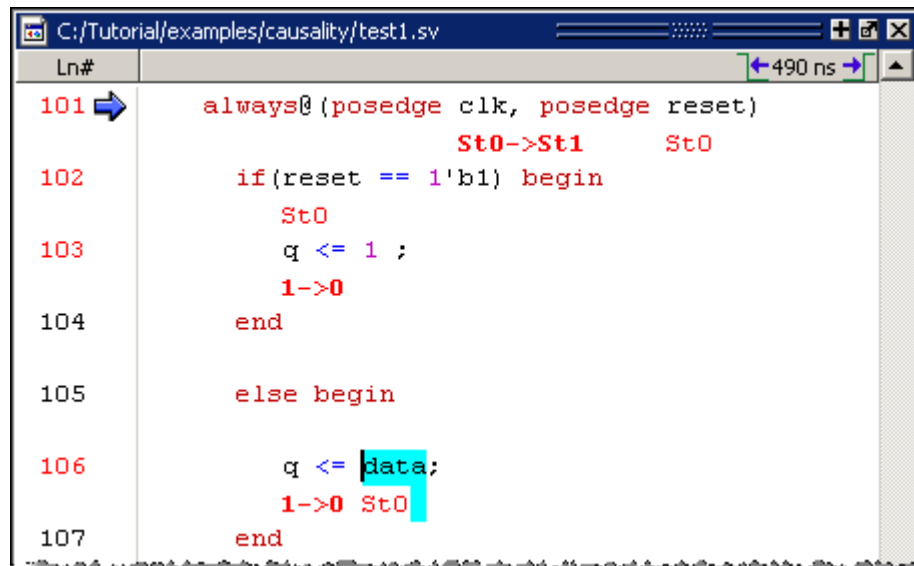 C:/Tutorial/examples/causality/test1.sv
Ln# 490 ns
101 always@(posedge clk, posedge reset)
St0->St1 St0
102 if(reset == 1'b1) begin
St0
103 q <= 1 ;
1->0
104 end
105 else begin
106 q <= data;
1->0 St0
107 end